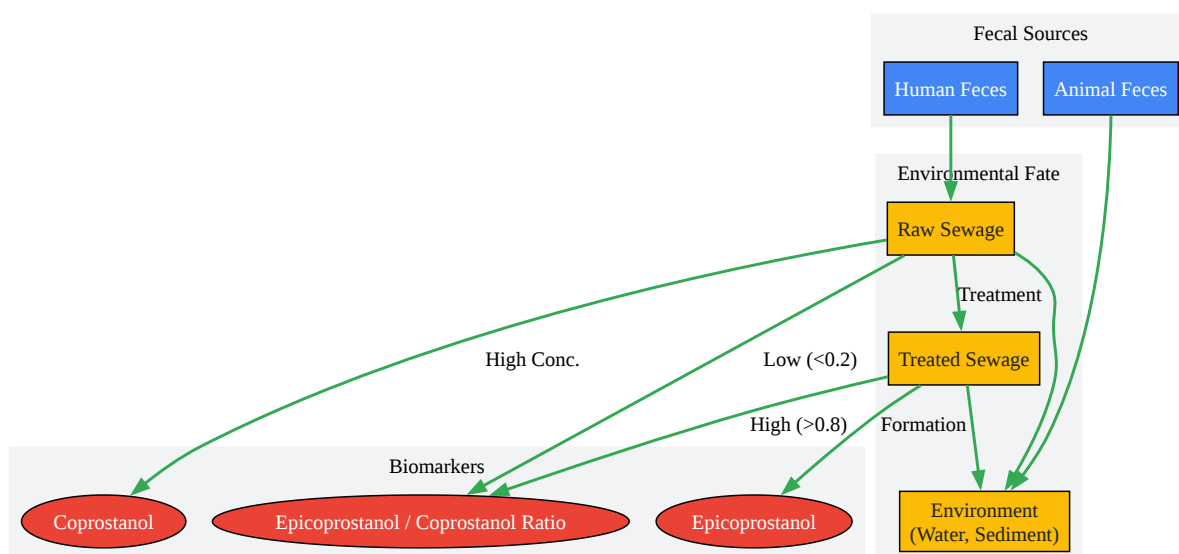 Fecal Sources
Human Feces
Animal Feces
Environmental Fate
Raw Sewage
Treatment
High Conc.
Low (<0.2)
Treated Sewage
High (>0.8)
Formation
Biomarkers
Coprostanol
Epicoprostanol / Coprostanol Ratio
Epicoprostanol
Environment
(Water, Sediment)